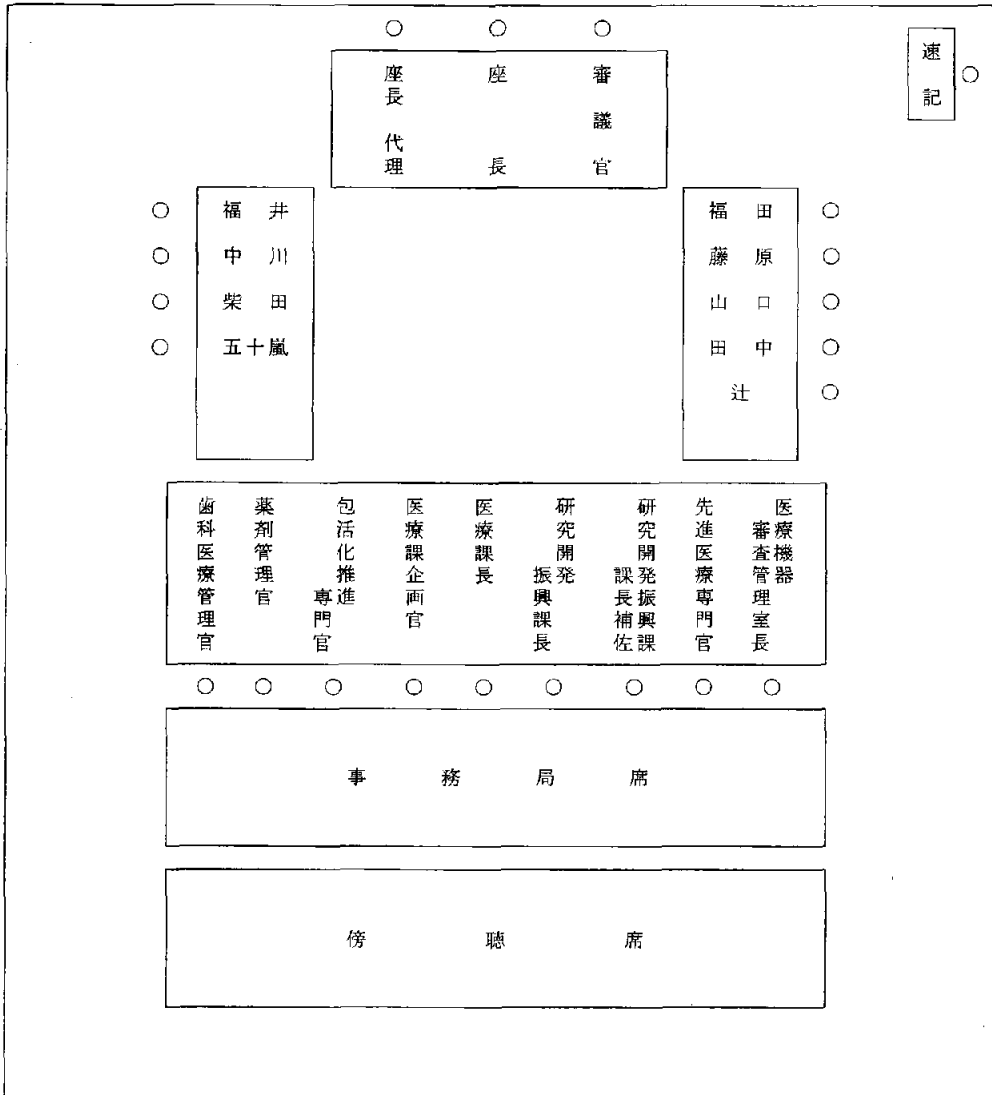 座長代理
座長
審議官
速記
福井
中川
柴田
五十嵐
福田
藤原
山口
田中
辻
歯科医療管理官
薬剤管理官
包活化推進
専門官
医療課企画官
医療課長
研究開発
振興課長
研究開発振興課
課長補佐
先進医療専門官
医療機器
審査管理室長
事務局席
傍聴席